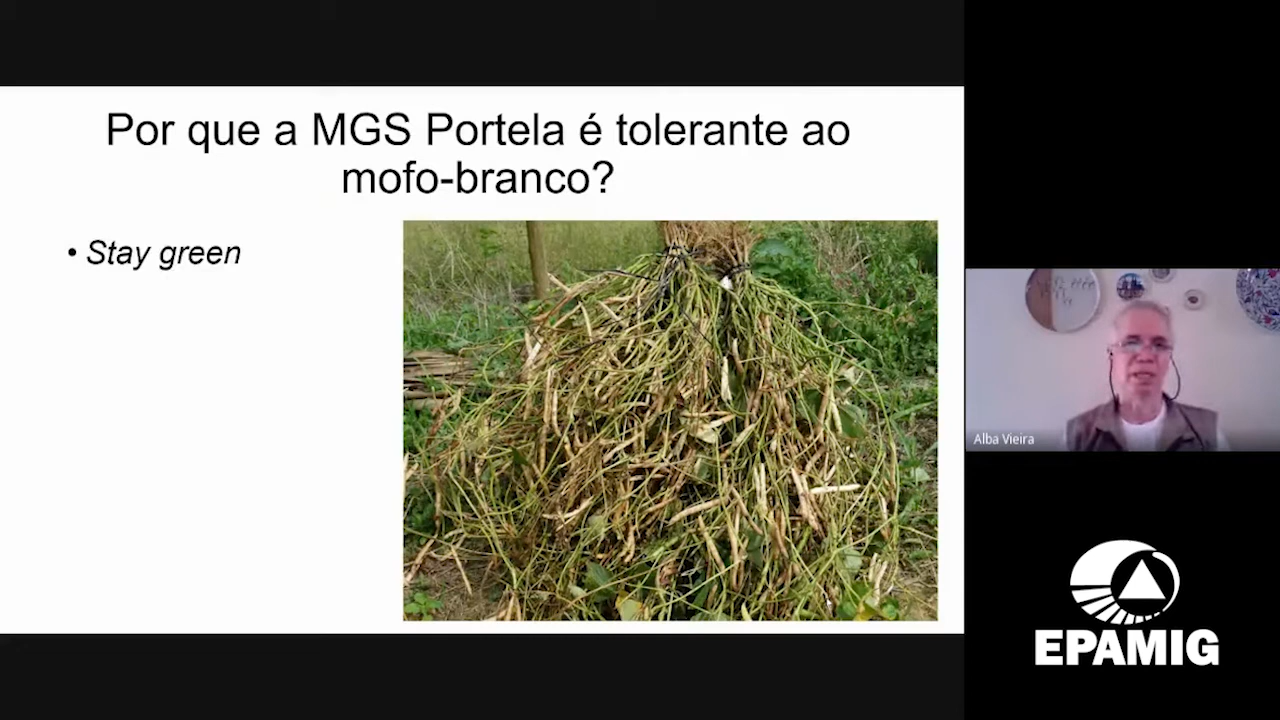 Por que a MGS Portela é tolerante ao
mofo-branco?
• Stay green
Alba Vieira
EPAMIG